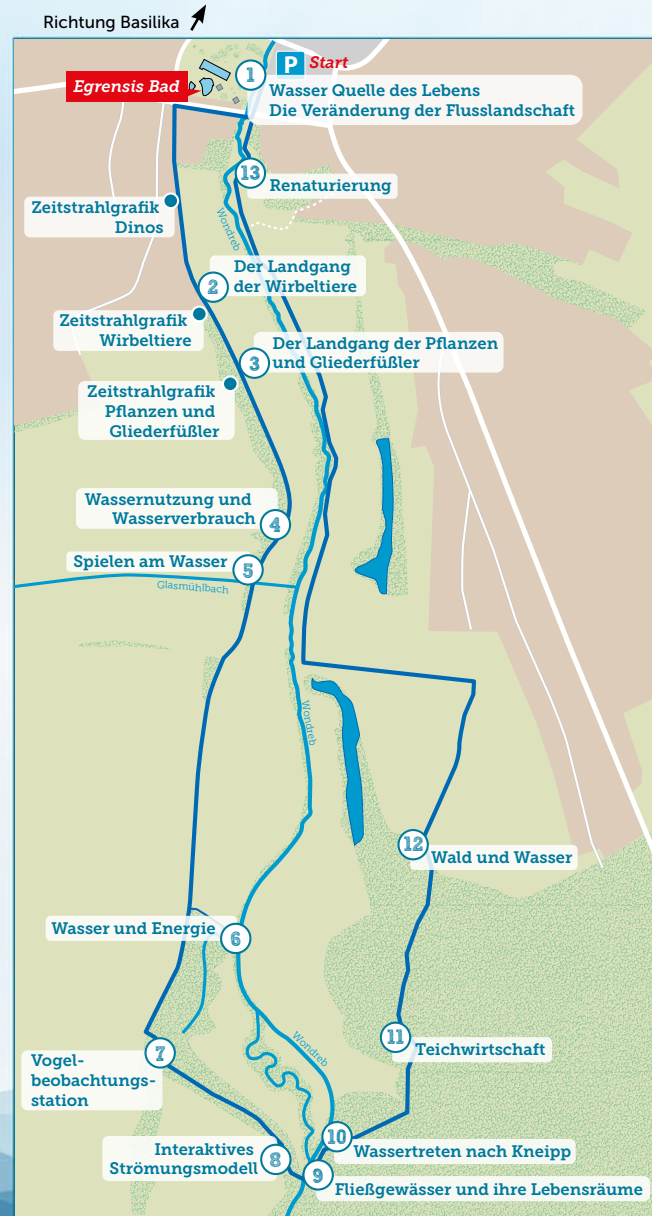 Richtung Basilika
P Start
Egrensis Bad
1
Wasser Quelle des Lebens
Die Veränderung der Flusslandschaft
13
Renaturierung
Zeitstrahlgrafik
Dinos
Wondreb
2
Der Landgang
der Wirbeltiere
Zeitstrahlgrafik
Wirbeltiere
3
Der Landgang der Pflanzen
und Gliederfüßler
Zeitstrahlgrafik
Pflanzen und
Gliederfüßler
Wassernutzung und
Wasserverbrauch
4
Spielen am Wasser
5
Glasmühlbach
Wondreb
12
Wald und Wasser
Wasser und Energie
6
11
Teichwirtschaft
7
Vogel-
beobachtungs-
station
Wondreb
10
Wassertreten nach Kneipp
Interaktives
Strömungsmodell
8
9
Fließgewässer und ihre Lebensräume